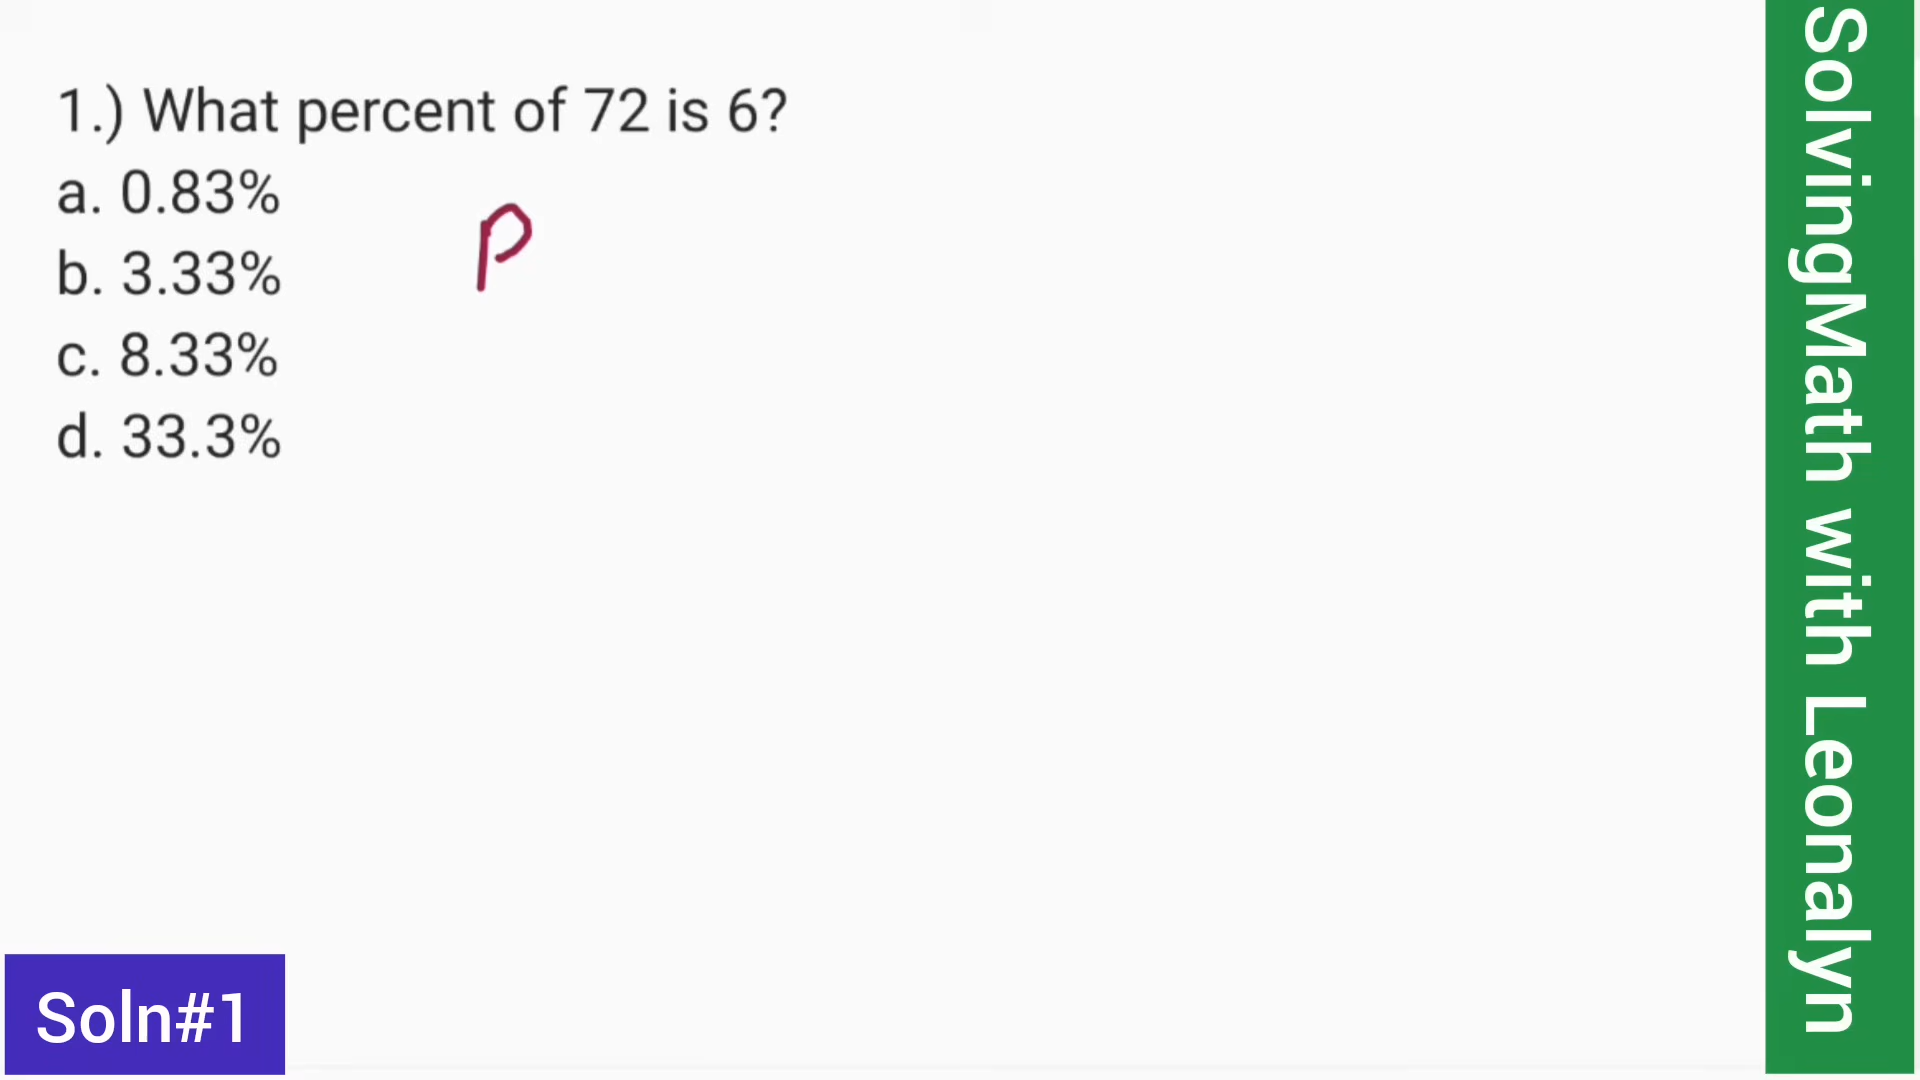 1.) What percent of 72 is 6?
a. 0.83%
b. 3.33%
c. 8.33%
d. 33.3%
P
Soln#1
SolvingMath with Leonalyn